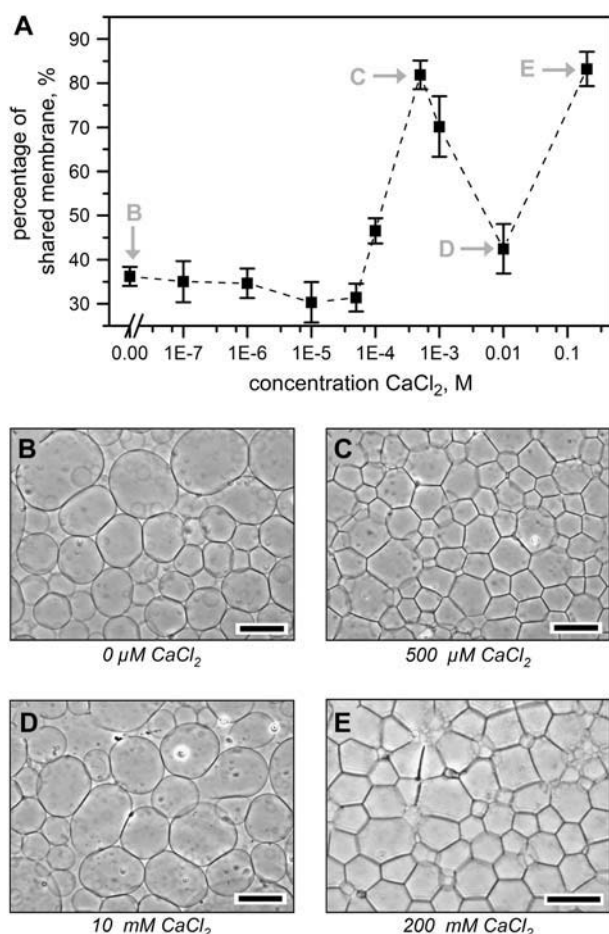 A
percentage of
shared membrane, %
90
80
70
60
50
40
30
B
C
D
E
0.00 1E-7 1E-6 1E-5 1E-4 1E-3 0.01 0.1
concentration CaCl₂, M
B
0 µM CaCl₂
C
500 µM CaCl₂
D
10 mM CaCl₂
E
200 mM CaCl₂